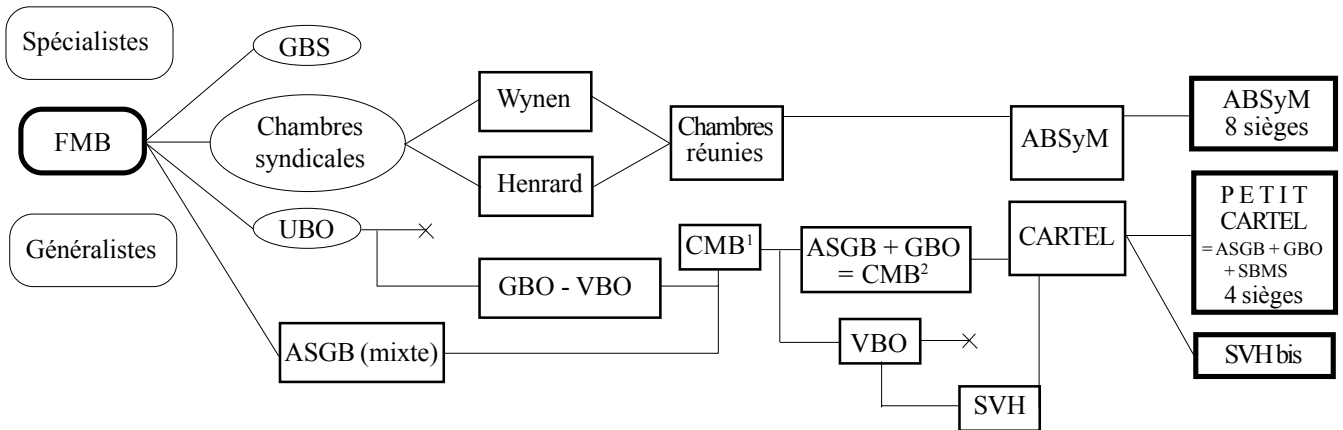 Spécialistes
FMB
Généralistes
GBS
Chambres
syndicales
UBO
ASGB (mixte)
Wynen
Henrard
GBO - VBO
Chambres
réunies
CMB¹
ASGB + GBO
= CMB²
VBO
SVH
ABSyM
CARTEL
ABSyM
8 sièges
PETIT
CARTEL
= ASGB + GBO
+ SBMS
4 sièges
SVH bis